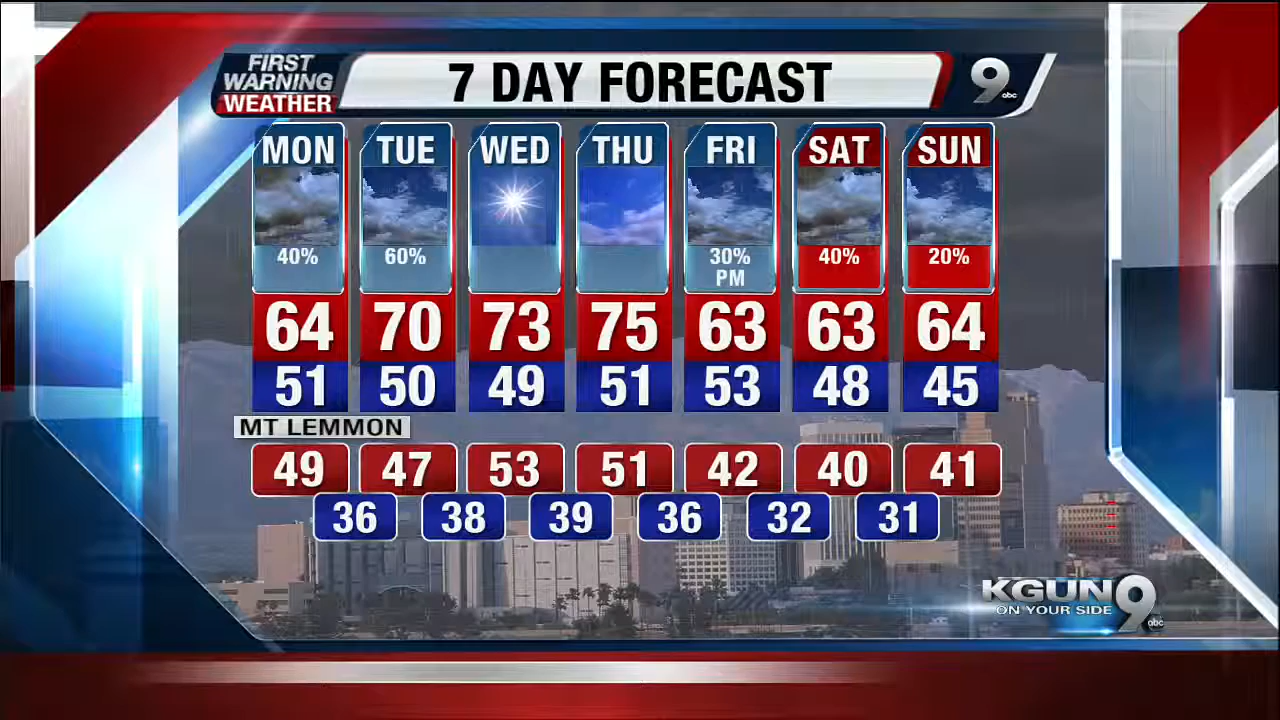 FIRST
WARNING
WEATHER
7 DAY FORECAST
9 abc
MON TUE WED THU FRI SAT SUN
40% 60% 30% 40% 20%
PM
64 70 73 75 63 63 64
51 50 49 51 53 48 45
MT LEMMON
49 47 53 51 42 40 41
36 38 39 36 32 31
KGUN9
ON YOUR SIDE
abc